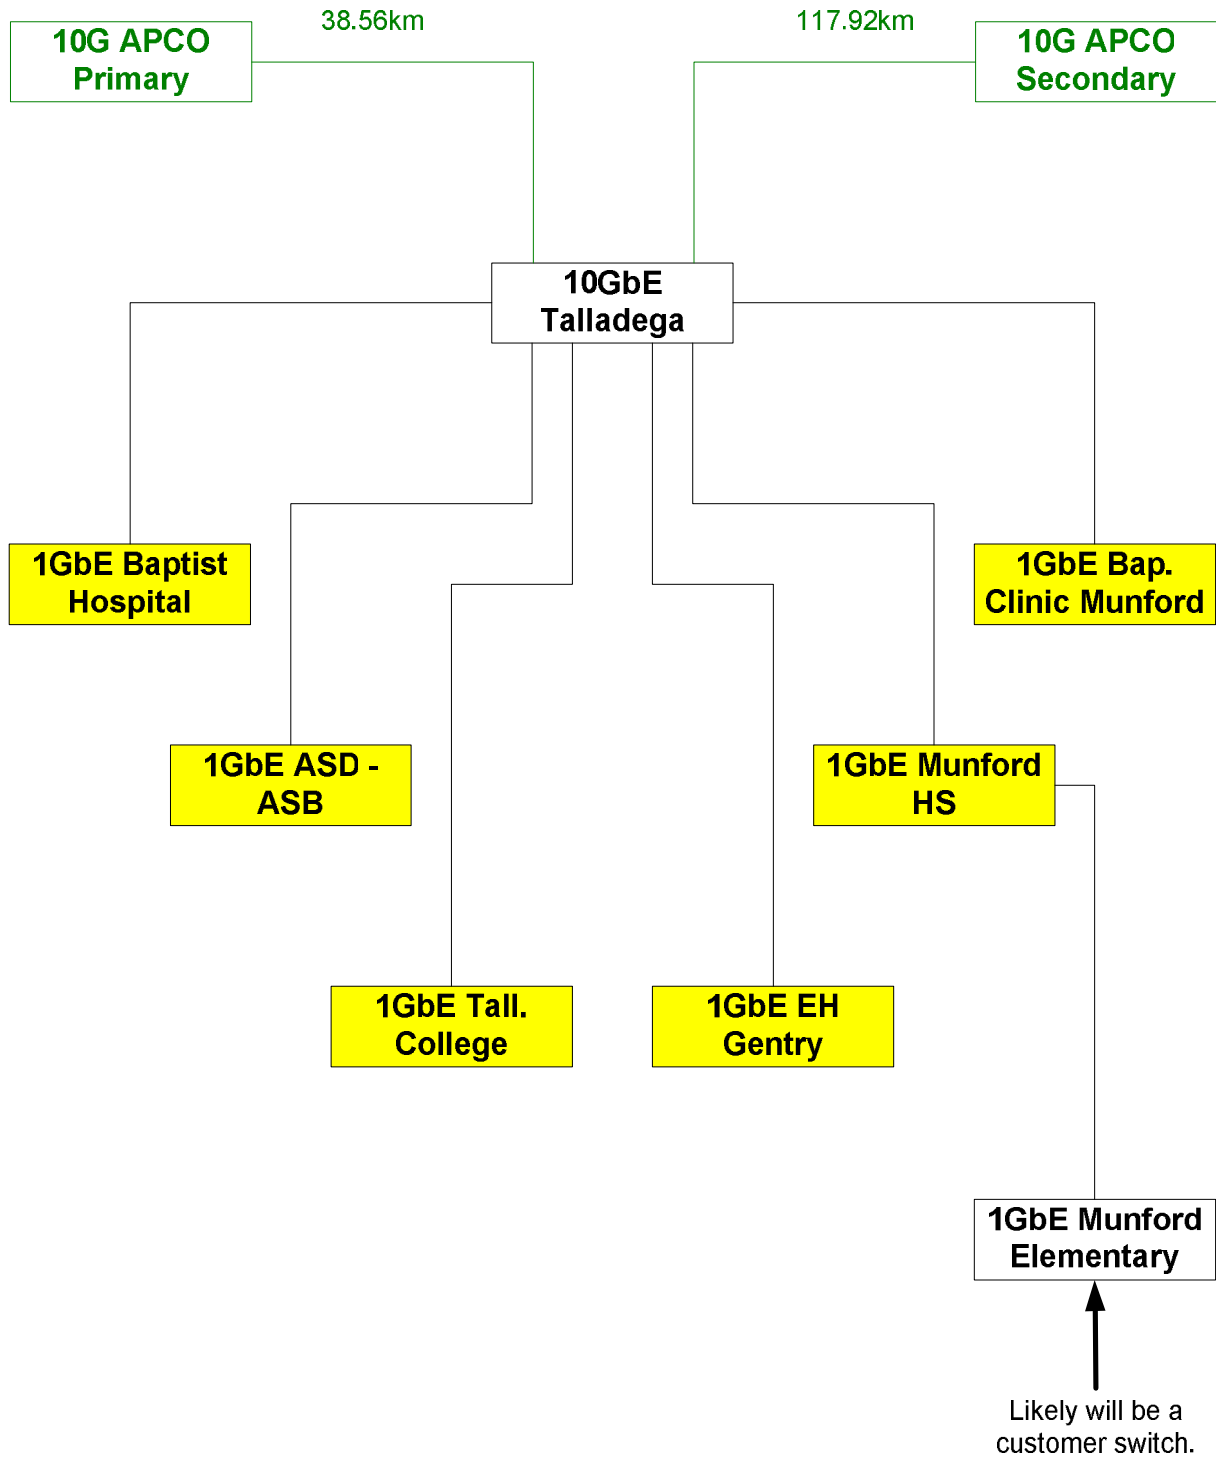 38.56km
117.92km
10G APCO
Primary
10G APCO
Secondary
10GbE
Talladega
1GbE Baptist
Hospital
1GbE Bap.
Clinic Munford
1GbE ASD -
ASB
1GbE Munford
HS
1GbE Tall.
College
1GbE EH
Gentry
1GbE Munford
Elementary
Likely will be a
customer switch.